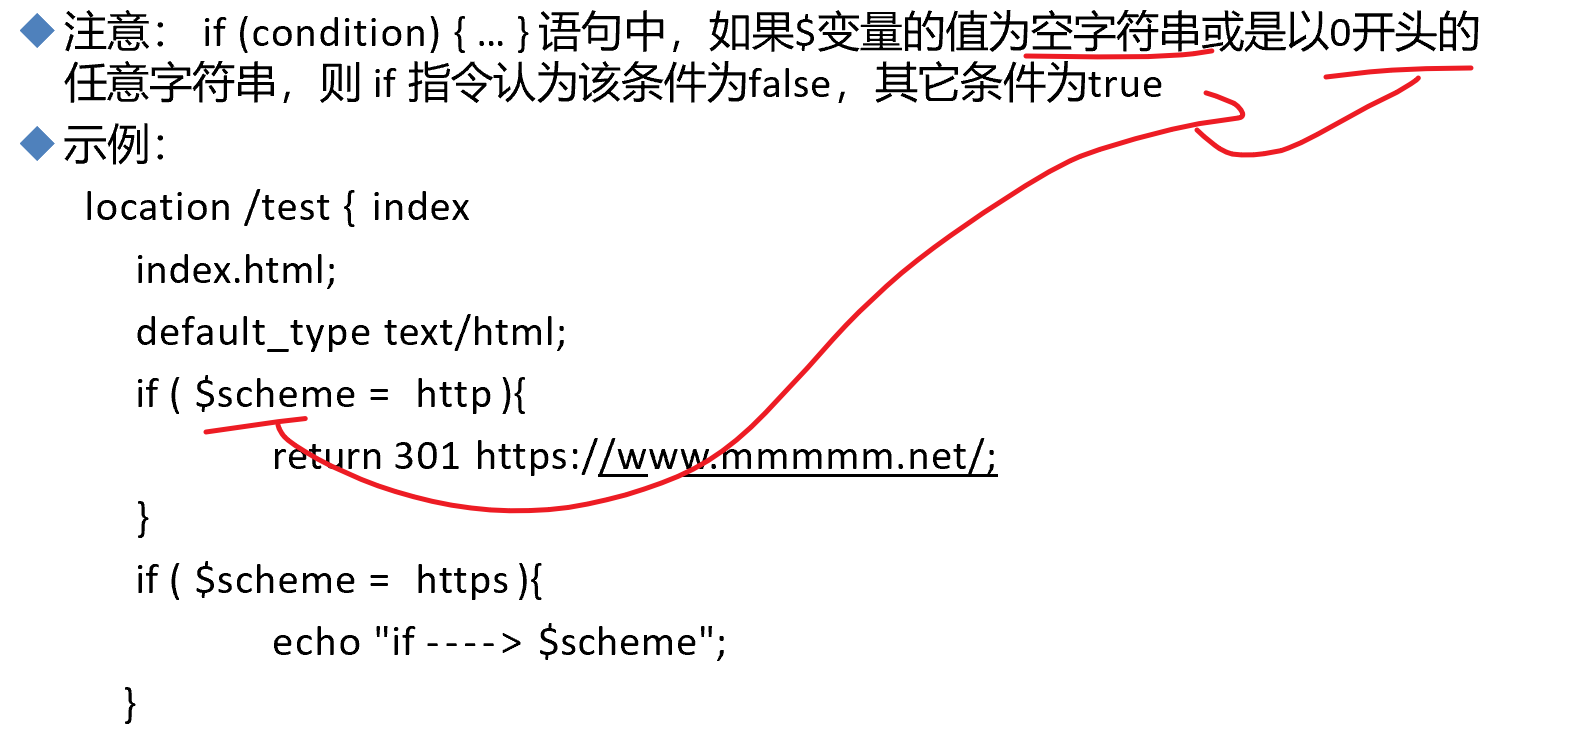 注意： if (condition) { ... } 语句中，如果$变量的值为空字符串或是以0开头的
任意字符串，则 if 指令认为该条件为false，其它条件为true
示例：
location /test { index
index.html;
default_type text/html;
if ( $scheme = http ){
return 301 https://www.mmmmm.net/;
}
if ( $scheme = https ){
echo "if ----> $scheme";
}